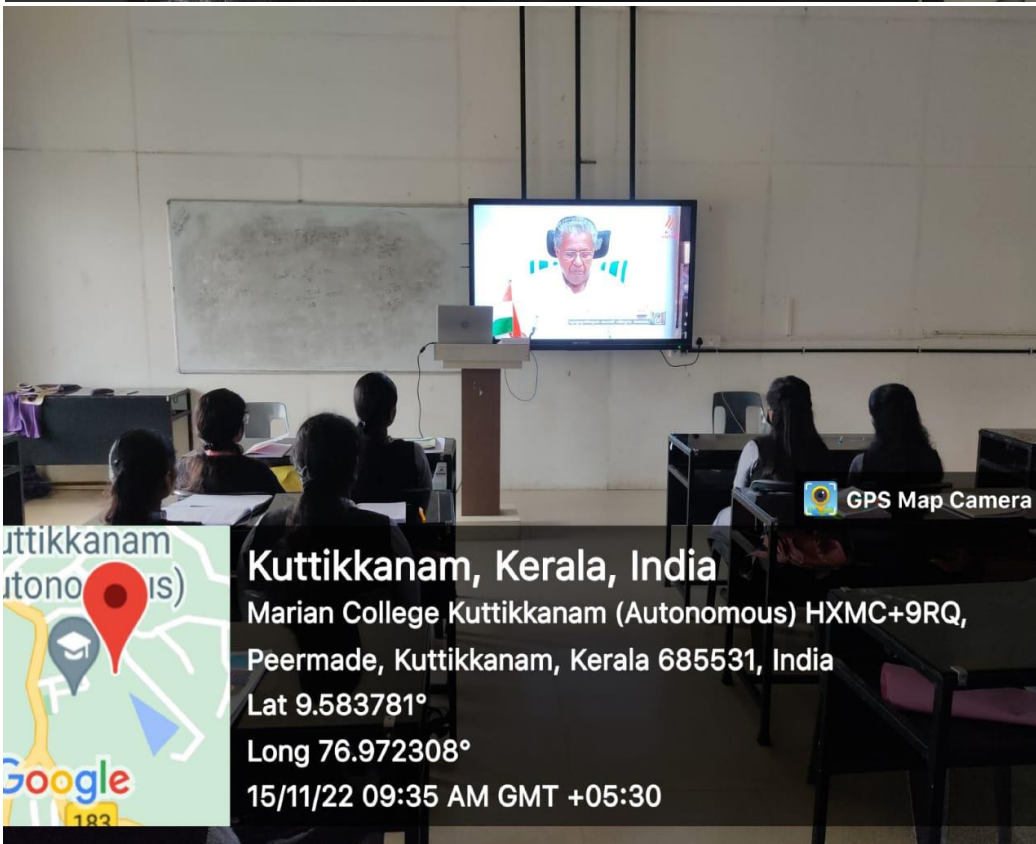 GPS Map Camera
uttikkanam
utono
is)
Google
183
Kuttikkanam, Kerala, India
Marian College Kuttikkanam (Autonomous) HXMC+9RQ,
Peermade, Kuttikkanam, Kerala 685531, India
Lat 9.583781°
Long 76.972308°
15/11/22 09:35 AM GMT +05:30